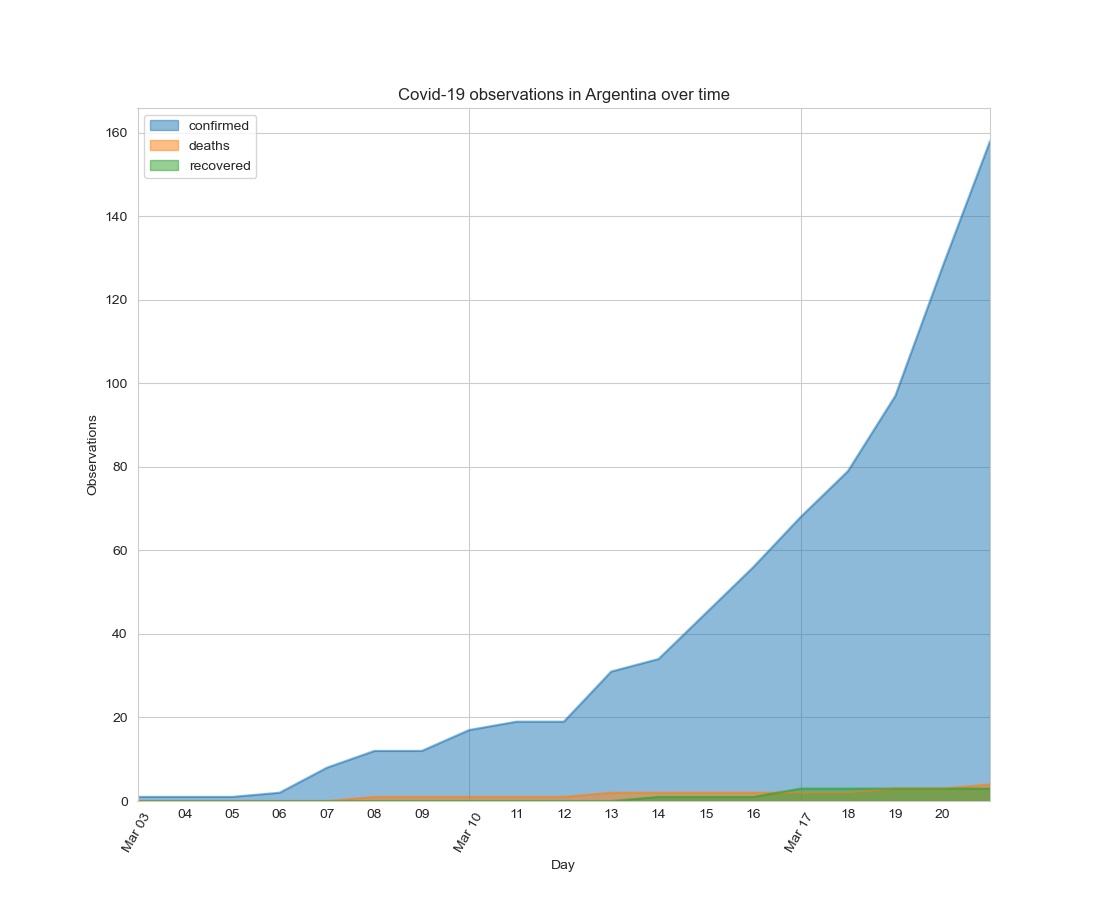 Covid-19 observations in Argentina over time
confirmed
deaths
recovered
160
140
120
100
80
60
40
20
0
Observations
Mar 03 04 05 06 07 08 09 Mar 10 11 12 13 14 15 16 Mar 17 18 19 20
Day